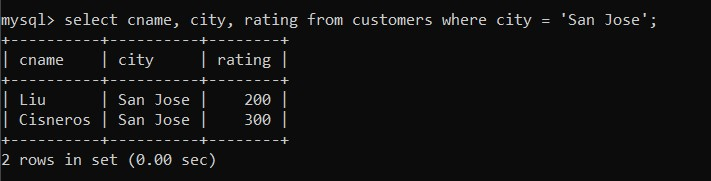 mysql> select cname, city, rating from customers where city = 'San Jose';
+----------+----------+--------+
| cname    | city     | rating |
+----------+----------+--------+
| Liu      | San Jose |    200 |
| Cisneros | San Jose |    300 |
+----------+----------+--------+
2 rows in set (0.00 sec)